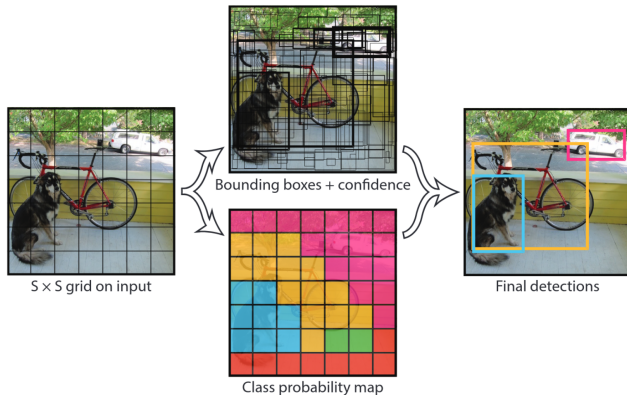 Bounding boxes + confidence
S × S grid on input
Final detections
Class probability map